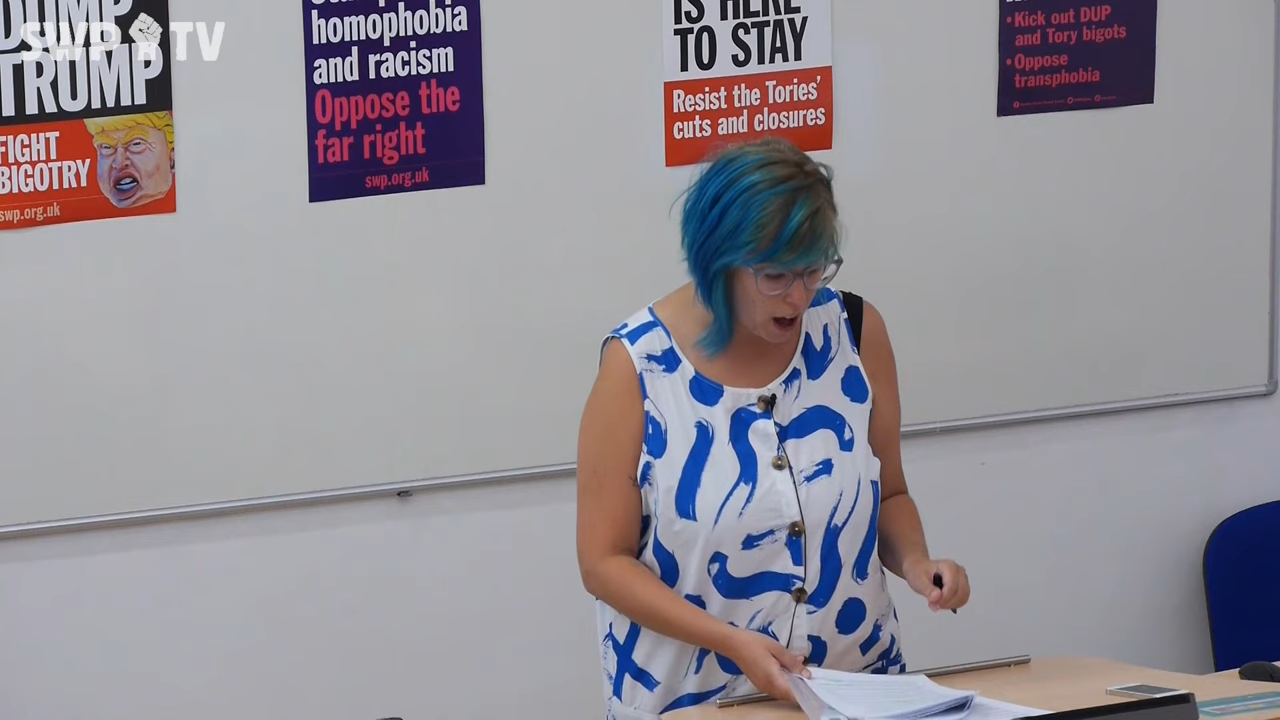 SWP TV
DUMP
TRUMP
FIGHT
BIGOTRY
swp.org.uk
homophobia
and racism
Oppose the
far right
swp.org.uk
IS HERE
TO STAY
Resist the Tories'
cuts and closures
• Kick out DUP
and Tory bigots
• Oppose
transphobia